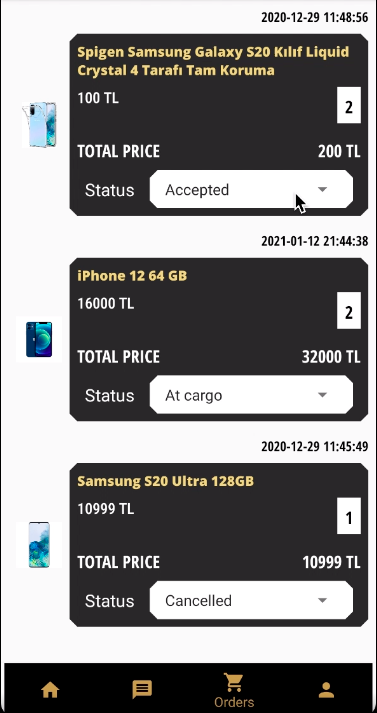 2020-12-29 11:48:56
Spigen Samsung Galaxy S20 Kılıf Liquid
Crystal 4 Tarafı Tam Koruma
100 TL
2
TOTAL PRICE 200 TL
Status Accepted
2021-01-12 21:44:38
iPhone 12 64 GB
16000 TL
2
TOTAL PRICE 32000 TL
Status At cargo
2020-12-29 11:45:49
Samsung S20 Ultra 128GB
10999 TL
1
TOTAL PRICE 10999 TL
Status Cancelled
Orders